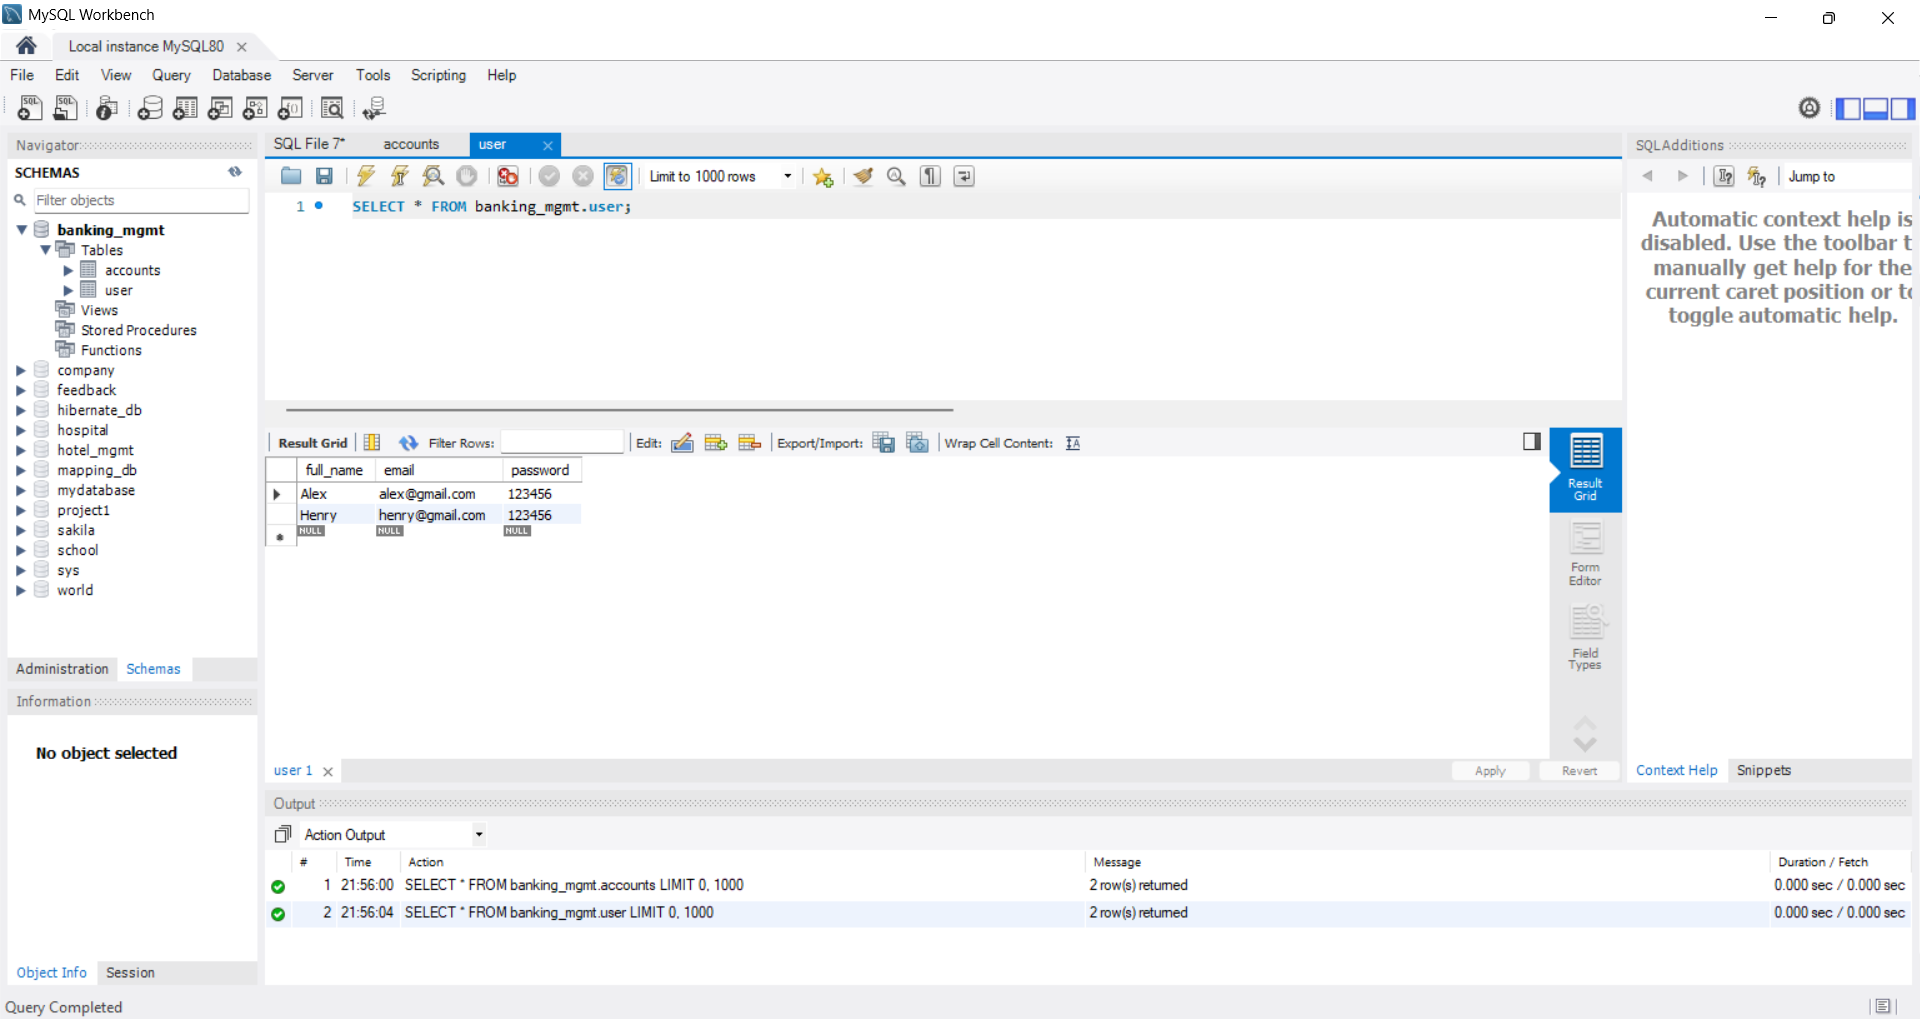 MySQL Workbench
Local instance MySQL80
File Edit View Query Database Server Tools Scripting Help
Navigator
SCHEMAS
Filter objects
banking_mgmt
Tables
accounts
user
Views
Stored Procedures
Functions
company
feedback
hibernate_db
hospital
hotel_mgmt
mapping_db
mydatabase
project1
sakila
school
sys
world
Administration Schemas
Information
No object selected
Object Info Session
SQL File 7* accounts user
Limit to 1000 rows
1 SELECT * FROM banking_mgmt.user;
Result Grid Filter Rows: Edit: Export/Import: Wrap Cell Content:
full_name email password
Alex alex@gmail.com 123456
Henry henry@gmail.com 123456
NULL NULL NULL
Result
Grid
Form
Editor
Field
Types
user 1 Apply Revert
SQLAdditions
Jump to
Automatic context help is
disabled. Use the toolbar t
manually get help for the
current caret position or to
toggle automatic help.
Context Help Snippets
Output
Action Output
# Time Action Message Duration / Fetch
1 21:56:00 SELECT * FROM banking_mgmt.accounts LIMIT 0, 1000 2 row(s) returned 0.000 sec / 0.000 sec
2 21:56:04 SELECT * FROM banking_mgmt.user LIMIT 0, 1000 2 row(s) returned 0.000 sec / 0.000 sec
Query Completed